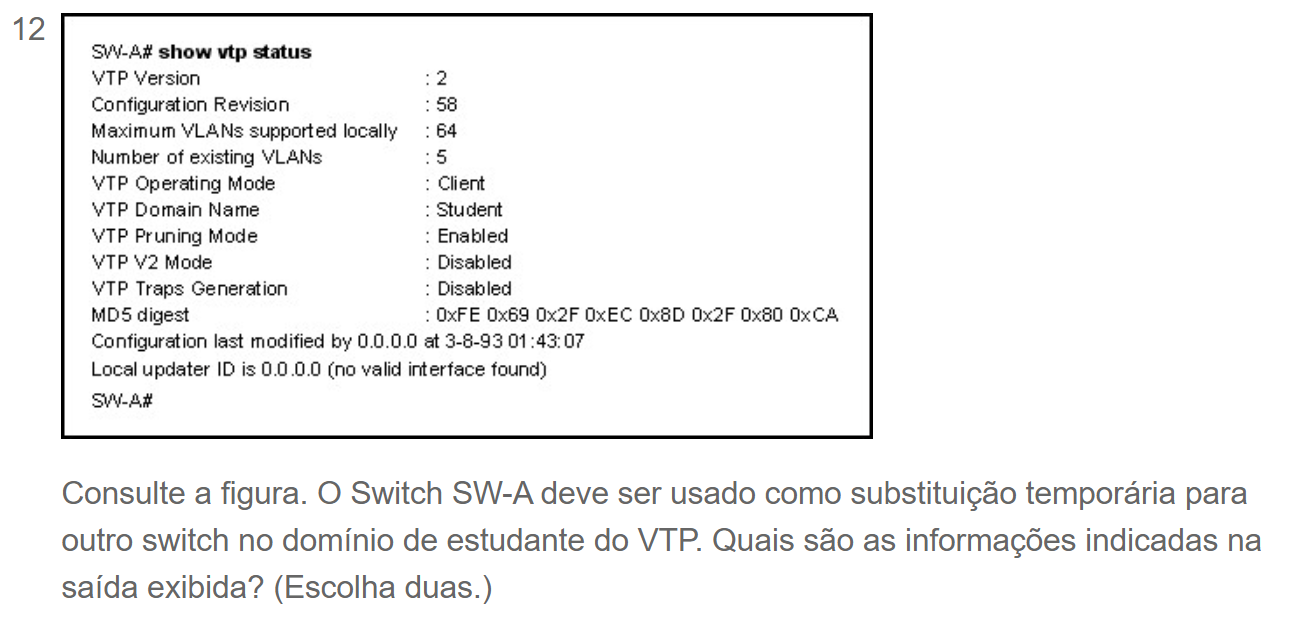 12
SW-A# show vtp status
VTP Version : 2
Configuration Revision : 58
Maximum VLANs supported locally : 64
Number of existing VLANs : 5
VTP Operating Mode : Client
VTP Domain Name : Student
VTP Pruning Mode : Enabled
VTP V2 Mode : Disabled
VTP Traps Generation : Disabled
MD5 digest : 0xFE 0x69 0x2F 0xEC 0x8D 0x2F 0x80 0xCA
Configuration last modified by 0.0.0.0 at 3-8-93 01:43:07
Local updater ID is 0.0.0.0 (no valid interface found)
SW-A#
Consulte a figura. O Switch SW-A deve ser usado como substituição temporária para
outro switch no domínio de estudante do VTP. Quais são as informações indicadas na
saída exibida? (Escolha duas.)